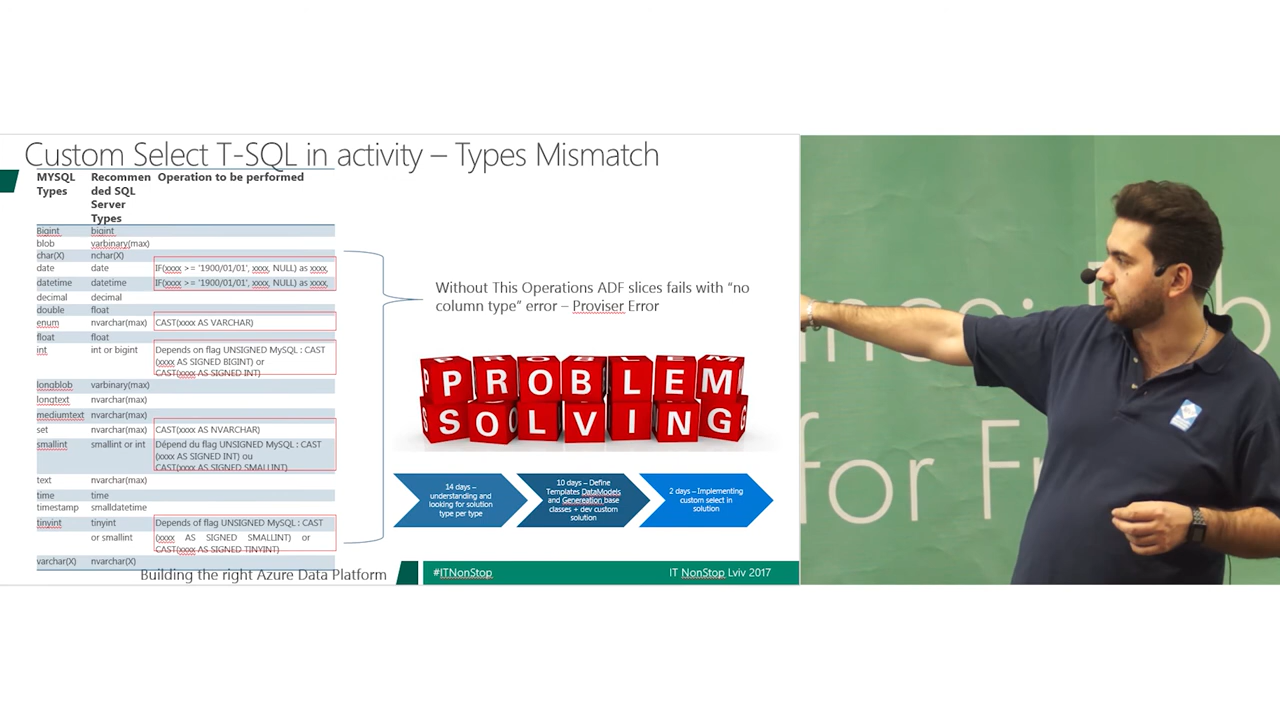 Custom Select T-SQL in activity – Types Mismatch
MYSQL Types Recommen ded SQL Server Types Operation to be performed
Bigint bigint
blob varbinary(max)
char(X) nchar(X)
date date IF(xxxx >= '1900/01/01', xxxx, NULL) as xxxx,
datetime datetime IF(xxxx >= '1900/01/01', xxxx, NULL) as xxxx,
decimal decimal
double float
enum nvarchar(max) CAST(xxxx AS VARCHAR)
float float
int int or bigint Depends on flag UNSIGNED MySQL : CAST
(xxxx AS SIGNED BIGINT) or
CAST(xxxx AS SIGNED INT)
longblob varbinary(max)
longtext nvarchar(max)
mediumtext nvarchar(max)
set nvarchar(max) CAST(xxxx AS NVARCHAR)
smallint smallint or int Dépend du flag UNSIGNED MySQL : CAST
(xxxx AS SIGNED INT) ou
CAST(xxxx AS SIGNED SMALLINT)
text nvarchar(max)
time time
timestamp smalldatetime
tinyint tinyint Depends of flag UNSIGNED MySQL : CAST
or smallint (xxxx AS SIGNED SMALLINT) or
CAST(xxxx AS SIGNED TINYINT)
varchar(X) nvarchar(X)
Without This Operations ADF slices fails with “no
column type” error – Proviser Error
PROBLEM
SOLVING
14 days –
understanding and
looking for solution
type per type
10 days – Define
Templates DataModels
and Genereation base
classes + dev custom
solution
2 days – Implementing
custom select in
solution
Building the right Azure Data Platform
#ITNonStop
IT NonStop Lviv 2017
for F